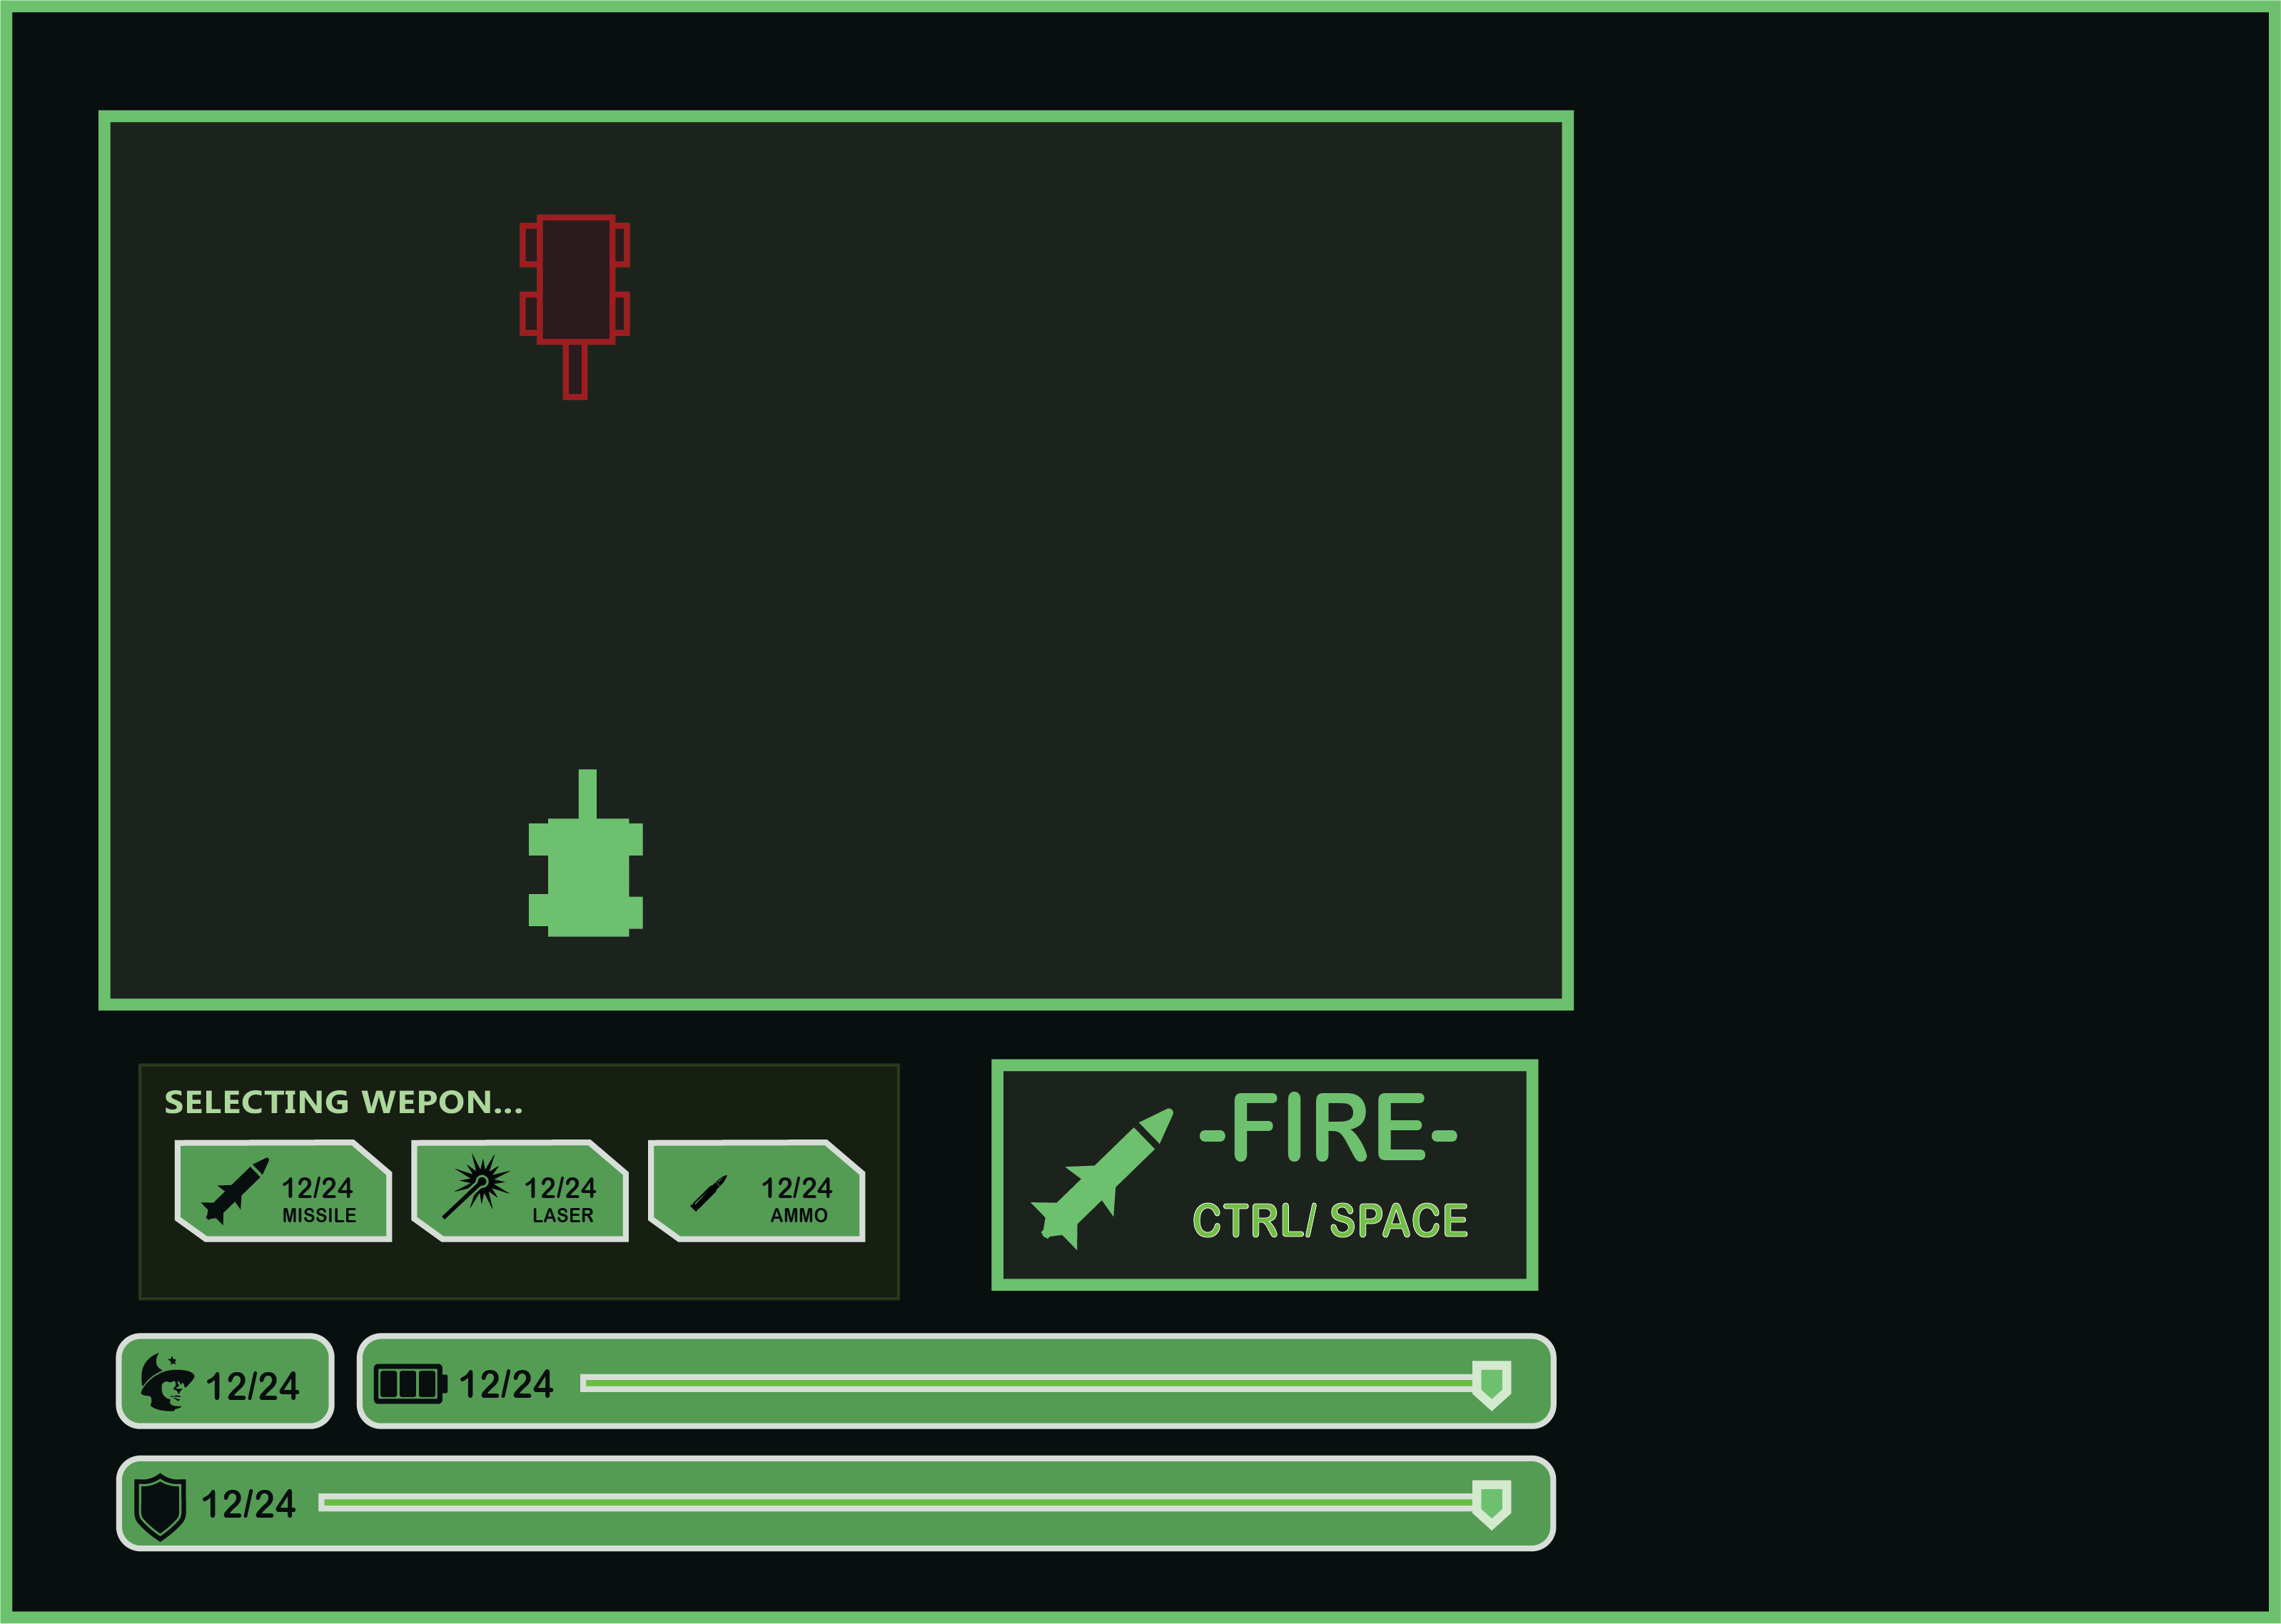 SELECTING WEPON...
12/24
MISSILE
12/24
LASER
12/24
AMMO
-FIRE-
CTRL/ SPACE
12/24
12/24
12/24